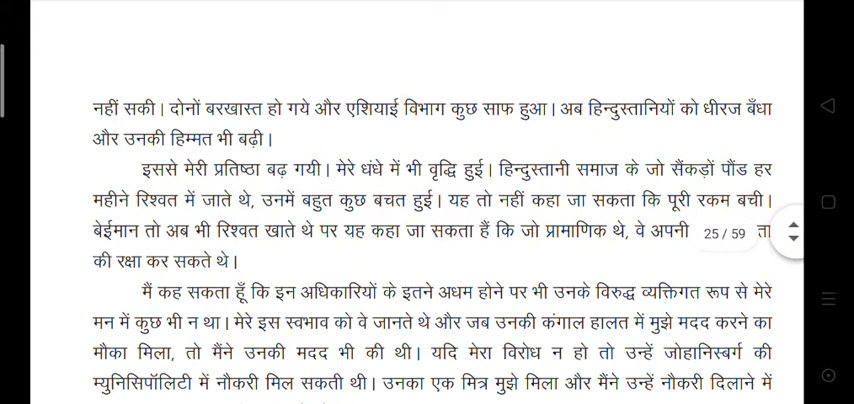 नहीं सकी। दोनों बरखास्त हो गये और एशियाई विभाग कुछ साफ हुआ। अब हिन्दुस्तानियों को धीरज बँधा
और उनकी हिम्मत भी बढ़ी।
इससे मेरी प्रतिष्ठा बढ़ गयी। मेरे धंधे में भी वृद्धि हुई। हिन्दुस्तानी समाज के जो सैंकड़ों पौंड हर
महीने रिश्वत में जाते थे, उनमें बहुत कुछ बचत हुई। यह तो नहीं कहा जा सकता कि पूरी रकम बची।
बेईमान तो अब भी रिश्वत खाते थे पर यह कहा जा सकता हैं कि जो प्रामाणिक थे, वे अपनी 25 / 59 ता
की रक्षा कर सकते थे।
मैं कह सकता हूँ कि इन अधिकारियों के इतने अधम होने पर भी उनके विरुद्ध व्यक्तिगत रूप से मेरे
मन में कुछ भी न था। मेरे इस स्वभाव को वे जानते थे और जब उनकी कंगाल हालत में मुझे मदद करने का
मौका मिला, तो मैंने उनकी मदद भी की थी। यदि मेरा विरोध न हो तो उन्हें जोहानिस्बर्ग की
म्युनिसिपॉलिटी में नौकरी मिल सकती थी। उनका एक मित्र मुझे मिला और मैंने उन्हें नौकरी दिलाने में